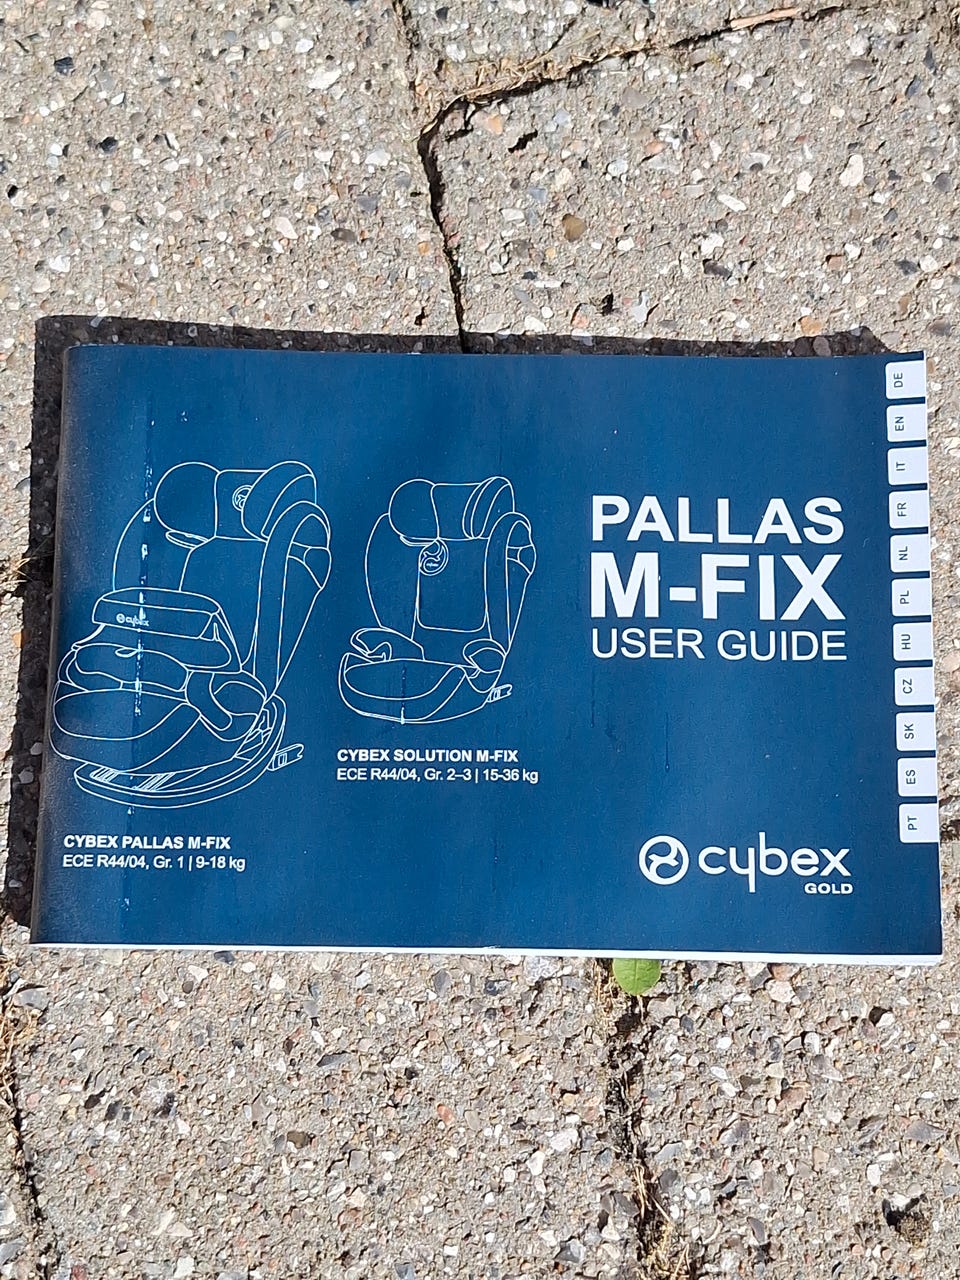 PALLAS
M-FIX
USER GUIDE
cybex
CYBEX SOLUTION M-FIX
ECE R44/04, Gr. 2–3 | 15-36 kg
CYBEX PALLAS M-FIX
ECE R44/04, Gr. 1 | 9-18 kg
cybex
GOLD
DE
EN
IT
FR
NL
PL
HU
CZ
SK
ES
PT